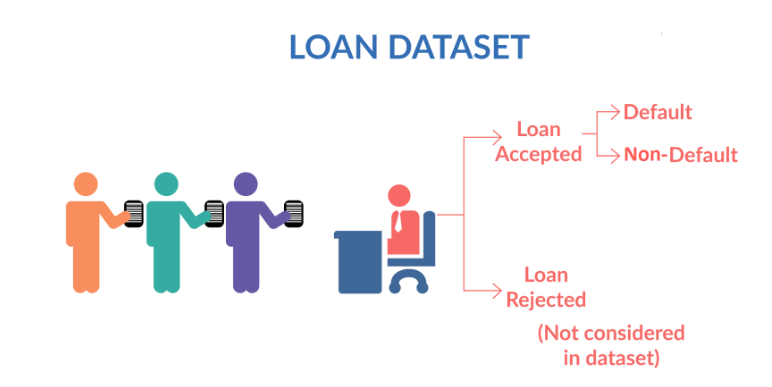 LOAN DATASET
Default
Loan
Accepted
Non-Default
Loan
Rejected
(Not considered
in dataset)